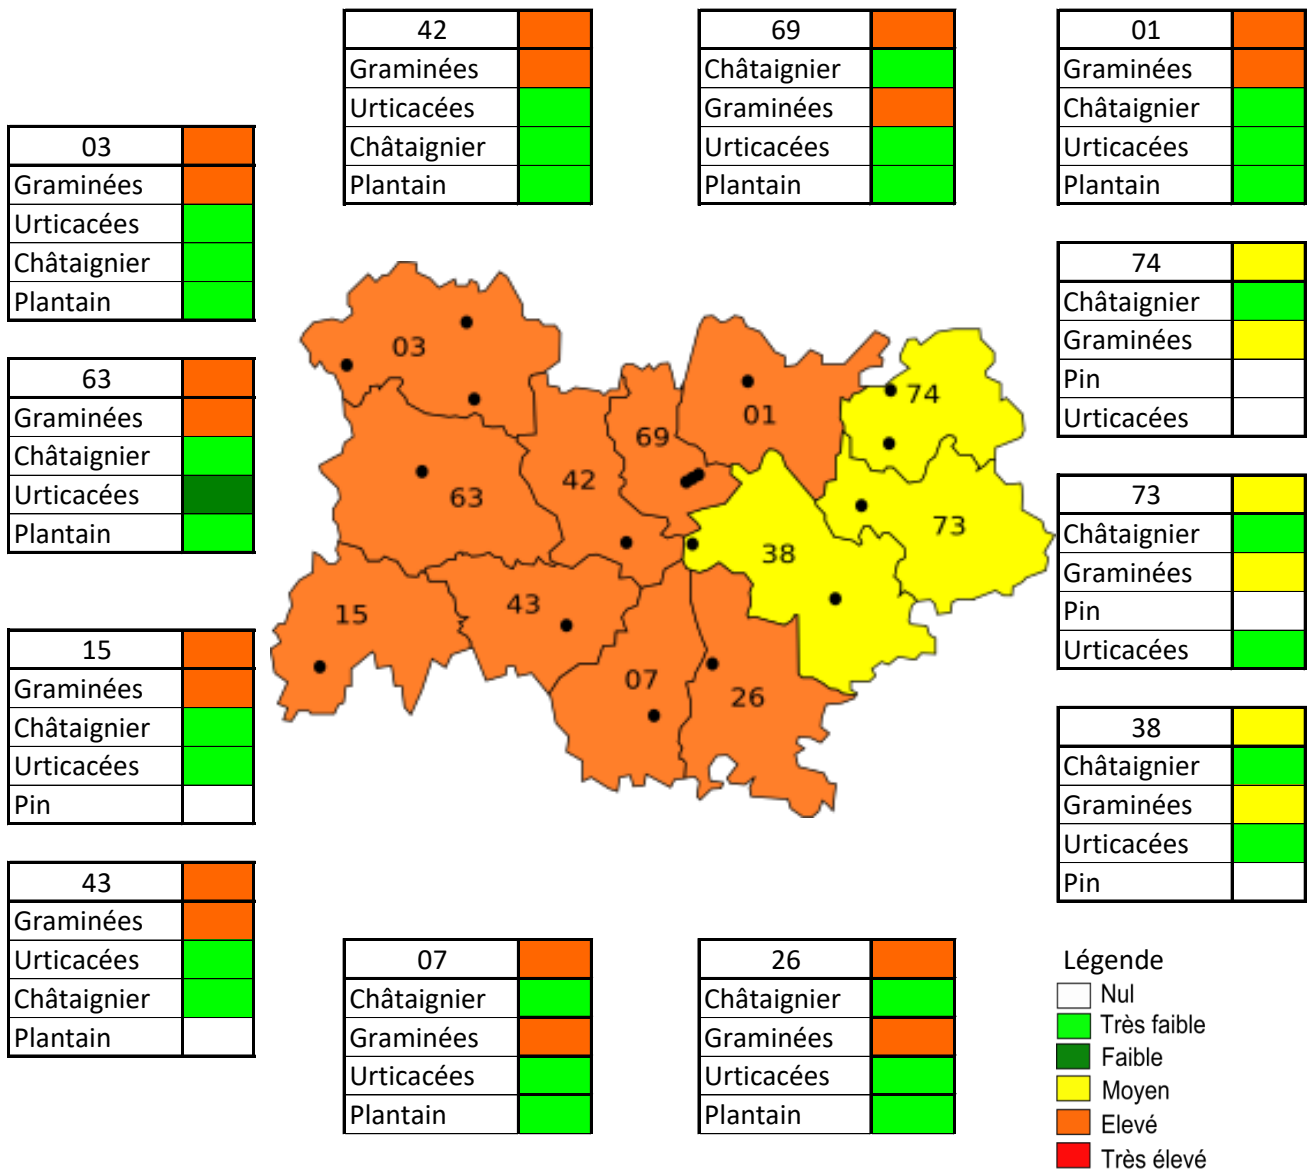 42
Graminées
Urticacées
Châtaignier
Plantain
69
Châtaignier
Graminées
Urticacées
Plantain
01
Graminées
Châtaignier
Urticacées
Plantain
03
Graminées
Urticacées
Châtaignier
Plantain
74
Châtaignier
Graminées
Pin
Urticacées
63
Graminées
Châtaignier
Urticacées
Plantain
03
01
74
69
42
63
73
38
43
15
07
26
73
Châtaignier
Graminées
Pin
Urticacées
15
Graminées
Châtaignier
Urticacées
Pin
38
Châtaignier
Graminées
Urticacées
Pin
43
Graminées
Urticacées
Châtaignier
Plantain
07
Châtaignier
Graminées
Urticacées
Plantain
26
Châtaignier
Graminées
Urticacées
Plantain
Légende
Nul
Très faible
Faible
Moyen
Elevé
Très élevé